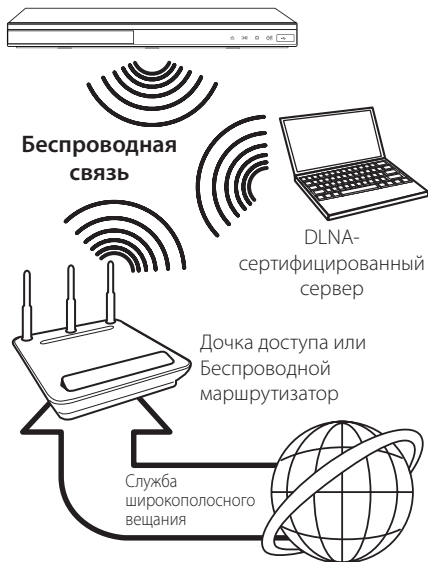 Беспроводная
связь
DLNA-
сертифицированный
сервер
Дочка доступа или
Беспроводной
маршрутизатор
Служба
широкополосного
вещания